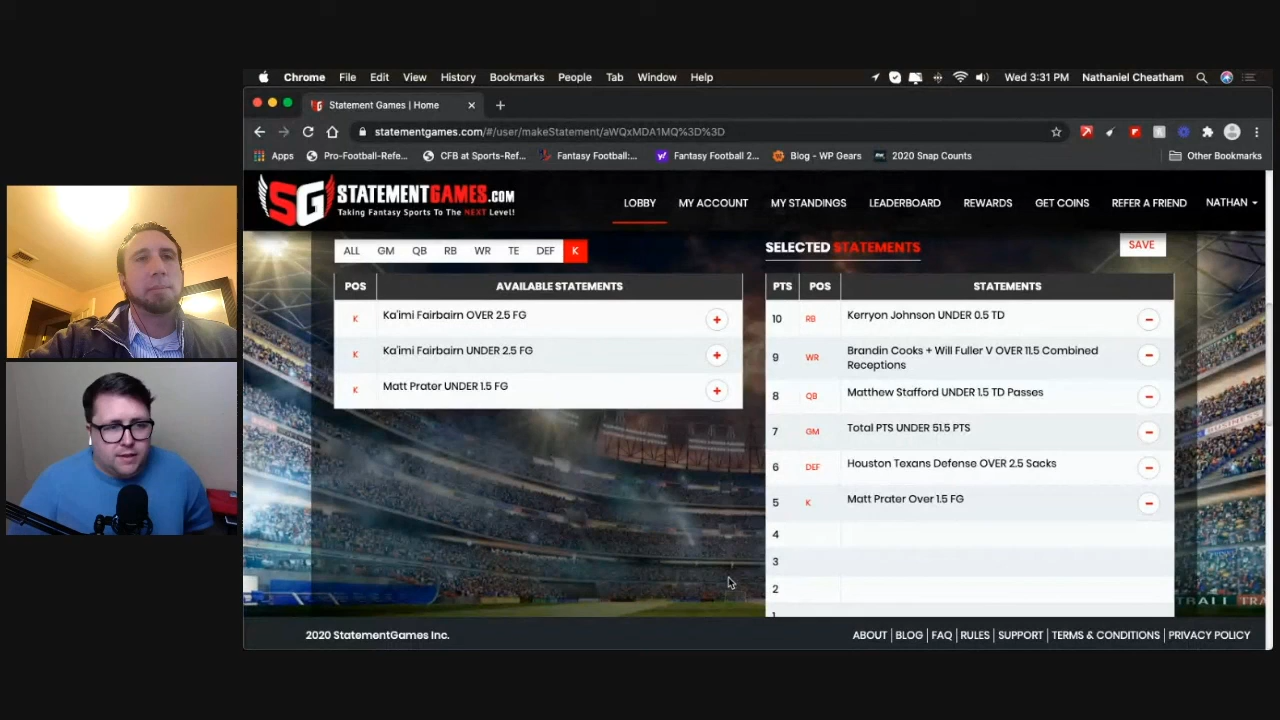 Chrome File Edit View History Bookmarks People Tab Window Help Wed 3:31 PM Nathaniel Cheatham
Statement Games | Home
statementgames.com/#/user/makeStatement/aWQxMDA1MQ%3D%3D
Apps Pro-Football-Refe... CFB at Sports-Ref... Fantasy Football:... Fantasy Football 2... Blog - WP Gears 2020 Snap Counts Other Bookmarks
SG STATEMENTGAMES.COM
Taking Fantasy Sports To The NEXT Level!
LOBBY MY ACCOUNT MY STANDINGS LEADERBOARD REWARDS GET COINS REFER A FRIEND NATHAN
ALL GM QB RB WR TE DEF K
POS AVAILABLE STATEMENTS
K Ka'imi Fairbairn OVER 2.5 FG
K Ka'imi Fairbairn UNDER 2.5 FG
K Matt Prater UNDER 1.5 FG
SELECTED STATEMENTS
SAVE
PTS POS STATEMENTS
10 RB Kerryon Johnson UNDER 0.5 TD
9 WR Brandin Cooks + Will Fuller V OVER 11.5 Combined
Receptions
8 QB Matthew Stafford UNDER 1.5 TD Passes
7 GM Total PTS UNDER 51.5 PTS
6 DEF Houston Texans Defense OVER 2.5 Sacks
5 K Matt Prater Over 1.5 FG
4
3
2
1
2020 StatementGames Inc.
ABOUT | BLOG | FAQ | RULES | SUPPORT | TERMS & CONDITIONS | PRIVACY POLICY